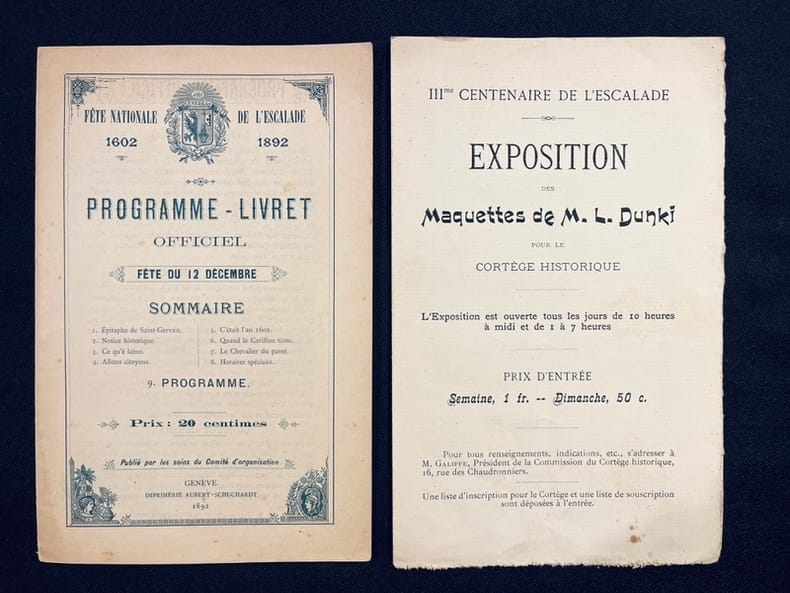 FÊTE NATIONALE DE L'ESCALADE
1602 1892
PROGRAMME - LIVRET
OFFICIEL
FÊTE DU 12 DÉCEMBRE
SOMMAIRE
1. Epitaphe de Saint-Gervais.
2. Notice historique.
3. Ce qu'è laino.
4. Allons citoyens.
5. C'était l'an 1602.
6. Quand le Carillon tinte.
7. Le Chevalier du passé.
8. Horaires spéciaux.
9. PROGRAMME.
Prix : 20 centimes
Publié par les soins du Comité d'organisation
GENÈVE
IMPRIMERIE AUBERT-SCHUCHARDT
1892
IIIme CENTENAIRE DE L'ESCALADE
EXPOSITION
DES
Maquettes de M. L. Dunki
POUR LE
CORTÈGE HISTORIQUE
L'Exposition est ouverte tous les jours de 10 heures
à midi et de 1 à 7 heures
PRIX D'ENTRÉE
Semaine, 1 fr. -- Dimanche, 50 c.
Pour tous renseignements, indications, etc., s'adresser à
M. GALIFFE, Président de la Commission du Cortège historique,
16, rue des Chaudronniers.
Une liste d'inscription pour le Cortège et une liste de souscription
sont déposées à l'entrée.